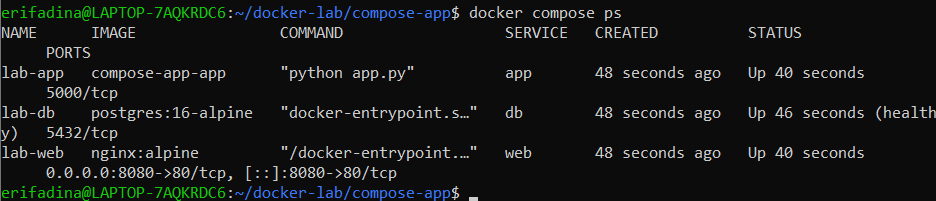 erifadina@LAPTOP-7AQKRDC6:~/docker-lab/compose-app$ docker compose ps
NAME      IMAGE                COMMAND                  SERVICE   CREATED          STATUS
     PORTS
lab-app   compose-app-app      "python app.py"          app       48 seconds ago   Up 40 seconds
     5000/tcp
lab-db    postgres:16-alpine   "docker-entrypoint.s…"   db        48 seconds ago   Up 46 seconds (health
y)   5432/tcp
lab-web   nginx:alpine         "/docker-entrypoint.…"   web       48 seconds ago   Up 40 seconds
     0.0.0.0:8080->80/tcp, [::]:8080->80/tcp
erifadina@LAPTOP-7AQKRDC6:~/docker-lab/compose-app$